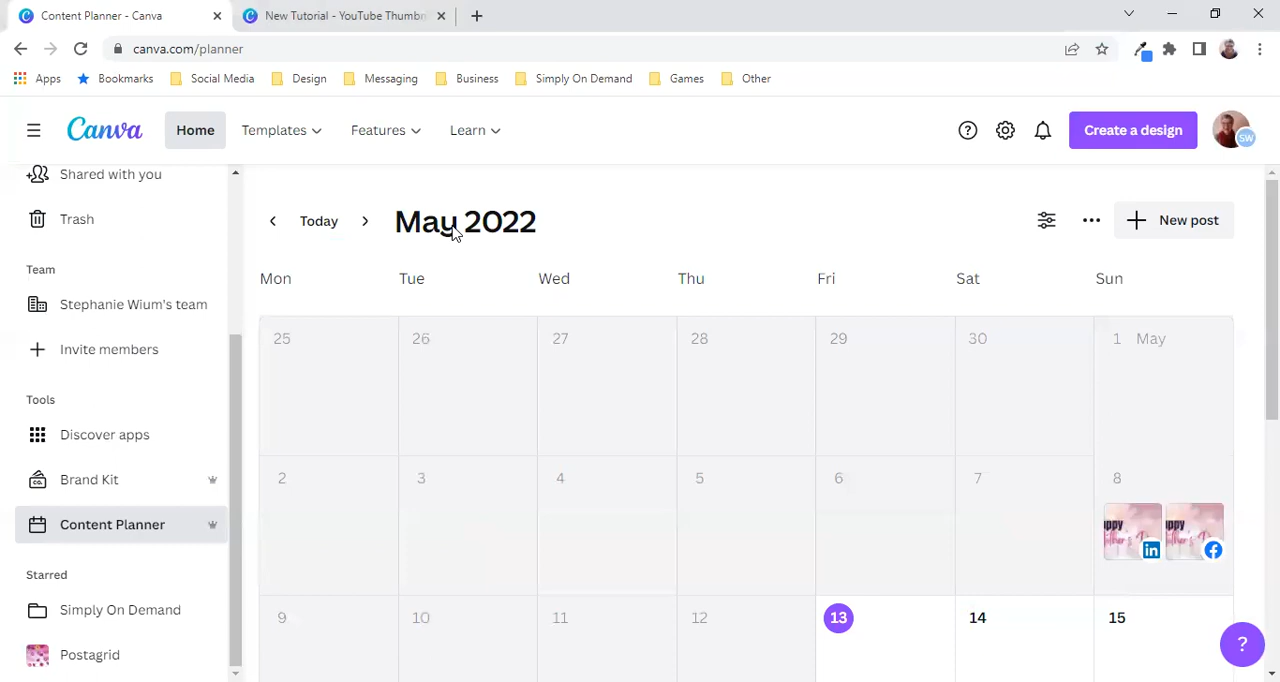 Content Planner - Canva
New Tutorial - YouTube Thumbn
canva.com/planner
Apps Bookmarks Social Media Design Messaging Business Simply On Demand Games Other
Canva Home Templates Features Learn ? Create a design SW
Shared with you
Trash
Team
Stephanie Wium's team
Invite members
Tools
Discover apps
Brand Kit
Content Planner
Starred
Simply On Demand
Postagrid
Today May 2022 New post
Mon Tue Wed Thu Fri Sat Sun
25 26 27 28 29 30 1 May
2 3 4 5 6 7 8
in f
9 10 11 12 13 14 15
?